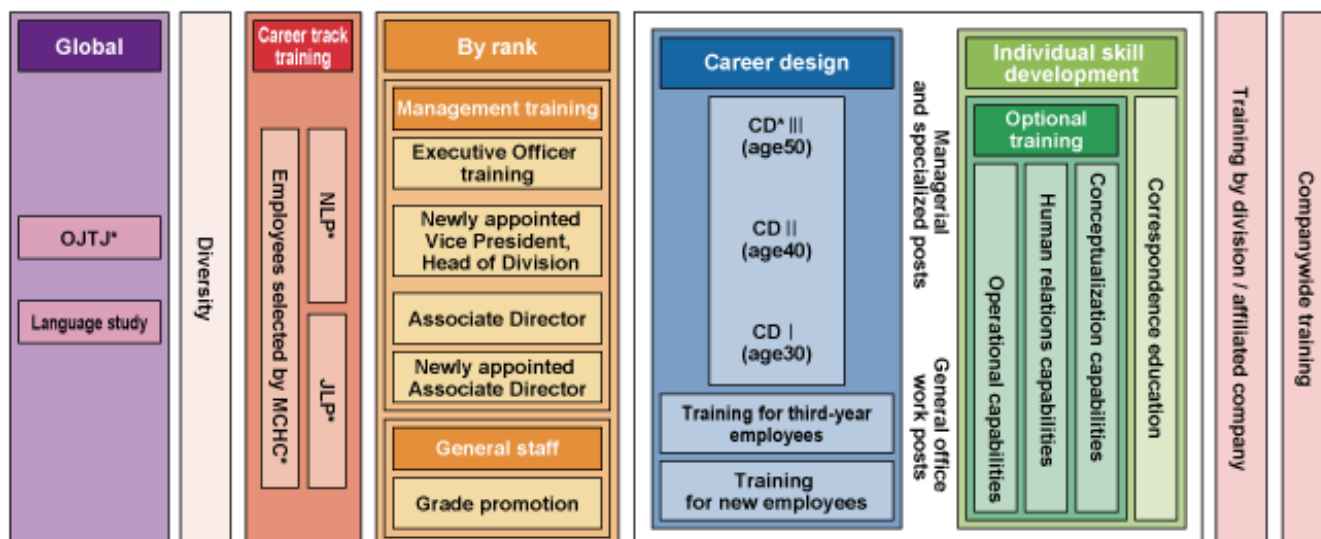 Global
OJTJ*
Language study
Diversity
Career track
training
Employees selected by MCHC*
NLP*
JLP*
By rank
Management training
Executive Officer
training
Newly appointed
Vice President,
Head of Division
Associate Director
Newly appointed
Associate Director
General staff
Grade promotion
Career design
CD* III
(age50)
CD II
(age40)
CD I
(age30)
Training for third-year
employees
Training
for new employees
Managerial
and specialized posts
General office
work posts
Individual skill
development
Optional
training
Operational capabilities
Human relations capabilities
Conceptualization capabilities
Correspondence education
Training by division / affiliated company
Companywide training